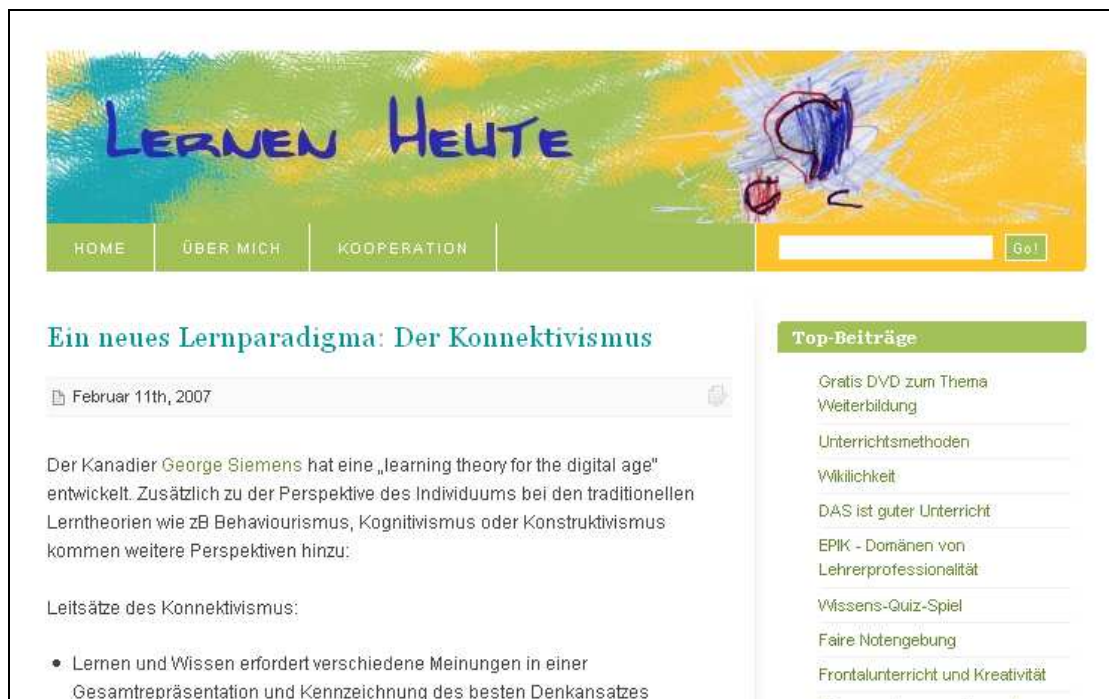 LERNEN HEUTE
HOME ÜBER MICH KOOPERATION
Go!
Ein neues Lernparadigma: Der Konnektivismus
Februar 11th, 2007
Der Kanadier George Siemens hat eine „learning theory for the digital age"
entwickelt. Zusätzlich zu der Perspektive des Individuums bei den traditionellen
Lerntheorien wie zB Behaviourismus, Kognitivismus oder Konstruktivismus
kommen weitere Perspektiven hinzu:
Leitsätze des Konnektivismus:
• Lernen und Wissen erfordert verschiedene Meinungen in einer
Gesamtrepräsentation und Kennzeichnung des besten Denkansatzes
Top-Beiträge
Gratis DVD zum Thema
Weiterbildung
Unterrichtsmethoden
Wikilichkeit
DAS ist guter Unterricht
EPIK - Domänen von
Lehrerprofessionalität
Wissens-Quiz-Spiel
Faire Notengebung
Frontalunterricht und Kreativität